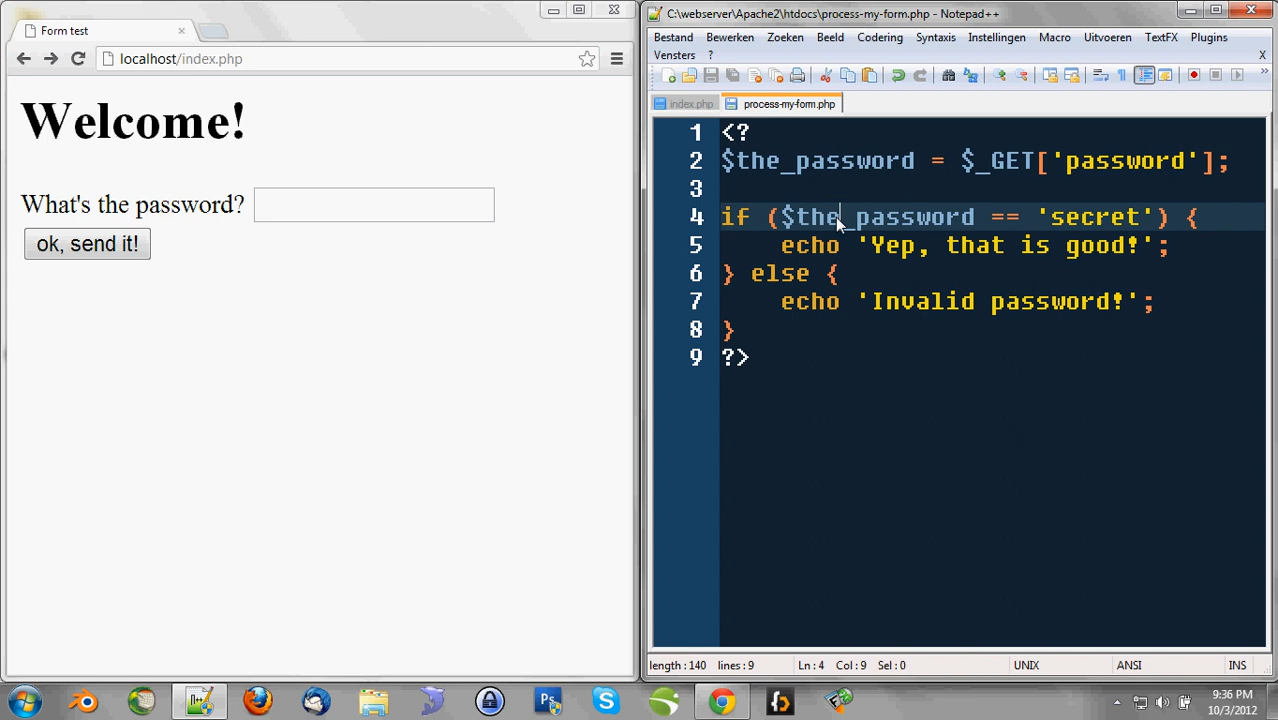 Form test
localhost/index.php
Welcome!
What's the password?
ok, send it!
C:\webserver\Apache2\htdocs\process-my-form.php - Notepad++
Bestand Bewerken Zoeken Beeld Codering Syntaxis Instellingen Macro Uitvoeren TextFX Plugins
Vensters ? X
index.php process-my-form.php
1 <?
2 $the_password = $_GET['password'];
3
4 if ($the_password == 'secret') {
5 echo 'Yep, that is good!';
6 } else {
7 echo 'Invalid password!';
8 }
9 ?>
length : 140 lines : 9 Ln : 4 Col : 9 Sel : 0 UNIX ANSI INS
9:36 PM
10/3/2012